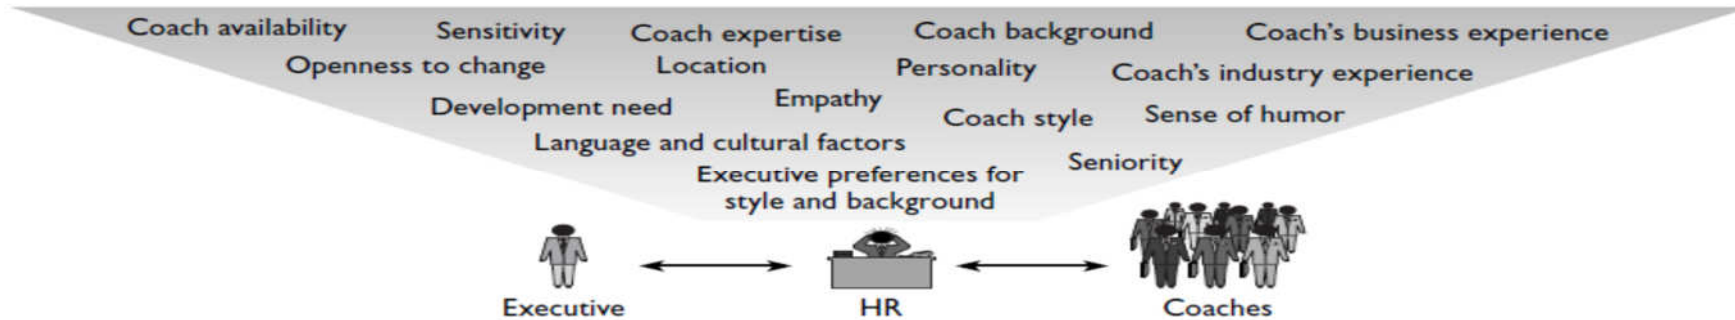 Coach availability
Sensitivity
Coach expertise
Coach background
Coach's business experience
Openness to change
Location
Personality
Coach's industry experience
Development need
Empathy
Coach style
Sense of humor
Language and cultural factors
Seniority
Executive preferences for
style and background
Executive
HR
Coaches